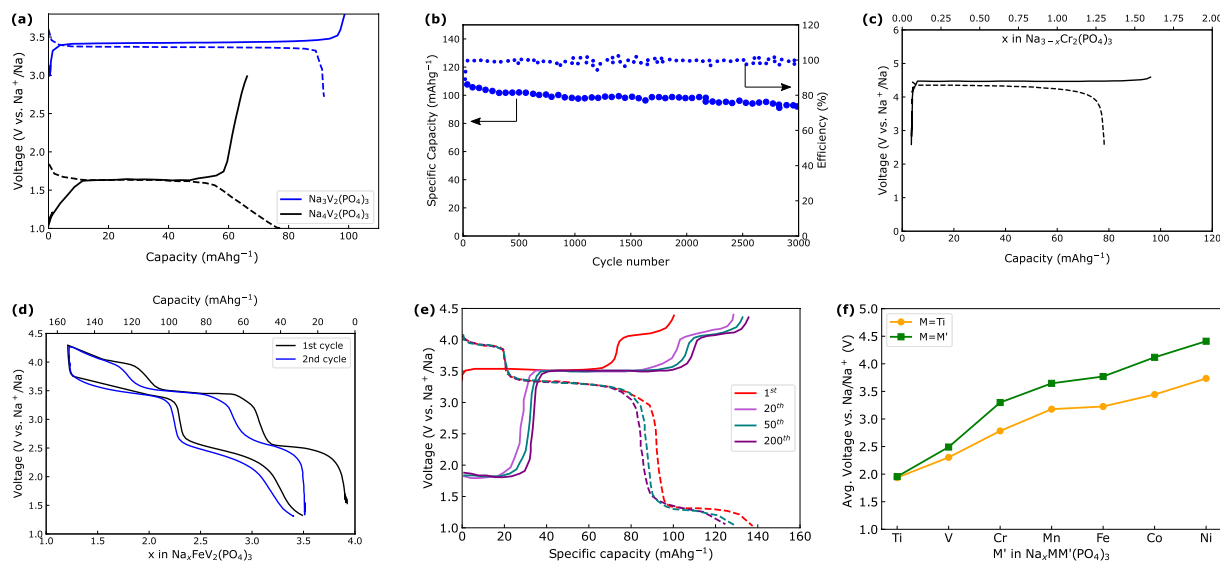 (a)
Voltage (V vs. Na⁺/Na)
3.5
3.0
2.5
2.0
1.5
1.0
0 20 40 60 80 100
Capacity (mAhg⁻¹)
Na₃V₂(PO₄)₃
Na₄V₂(PO₄)₃
(b)
Specific Capacity (mAhg⁻¹)
160
140
120
100
80
60
40
20
0
0 500 1000 1500 2000 2500 3000
Cycle number
120
100
80
60
40
20
0
Efficiency (%)
(c)
0.00 0.25 0.50 0.75 1.00 1.25 1.50 1.75 2.00
x in Na₃₋ₓCr₂(PO₄)₃
Voltage (V vs. Na⁺/Na)
6
5
4
3
2
1
0
0 20 40 60 80 100 120
Capacity (mAhg⁻¹)
(d)
Capacity (mAhg⁻¹)
160 140 120 100 80 60 40 20 0
Voltage (V vs. Na⁺/Na)
4.5
4.0
3.5
3.0
2.5
2.0
1.5
1.0
1st cycle
2nd cycle
1.0 1.5 2.0 2.5 3.0 3.5 4.0
x in NaₓFeV₂(PO₄)₃
(e)
Voltage (V vs. Na⁺/Na)
4.5
4.0
3.5
3.0
2.5
2.0
1.5
1.0
1ˢᵗ
20ᵗʰ
50ᵗʰ
200ᵗʰ
0 20 40 60 80 100 120 140 160
Specific capacity (mAhg⁻¹)
(f)
Avg. Voltage vs. Na/Na⁺ (V)
5.0
4.5
4.0
3.5
3.0
2.5
2.0
1.5
1.0
M=Ti
M=M'
Ti V Cr Mn Fe Co Ni
M' in NaₓMM'(PO₄)₃